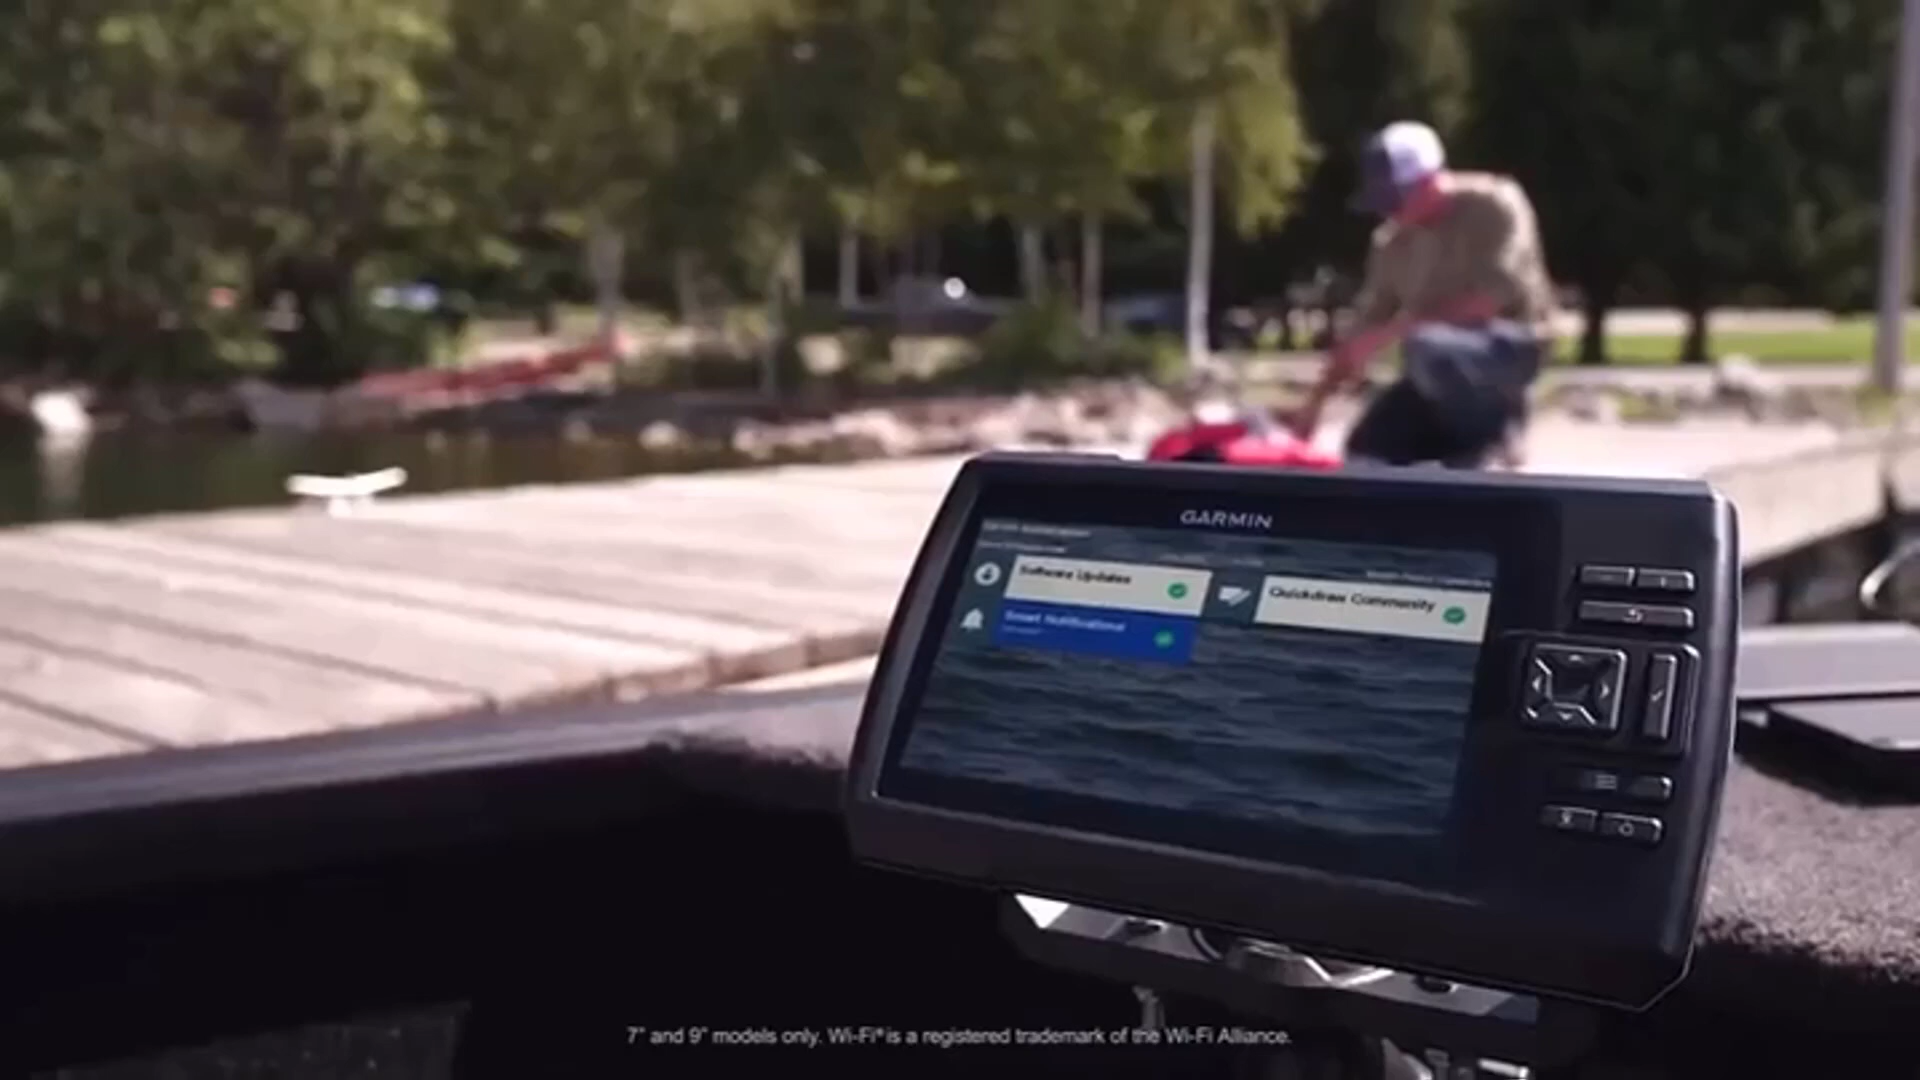 GARMIN
Software Updates
Quickdraw Community
Smart Notifications
7" and 9" models only. Wi-Fi® is a registered trademark of the Wi-Fi Alliance.